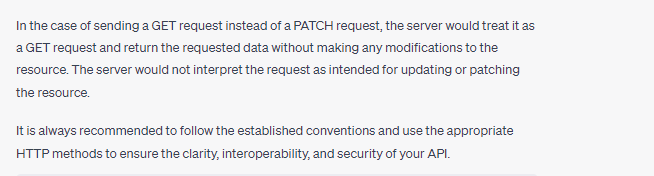 In the case of sending a GET request instead of a PATCH request, the server would treat it as
a GET request and return the requested data without making any modifications to the
resource. The server would not interpret the request as intended for updating or patching
the resource.
It is always recommended to follow the established conventions and use the appropriate
HTTP methods to ensure the clarity, interoperability, and security of your API.